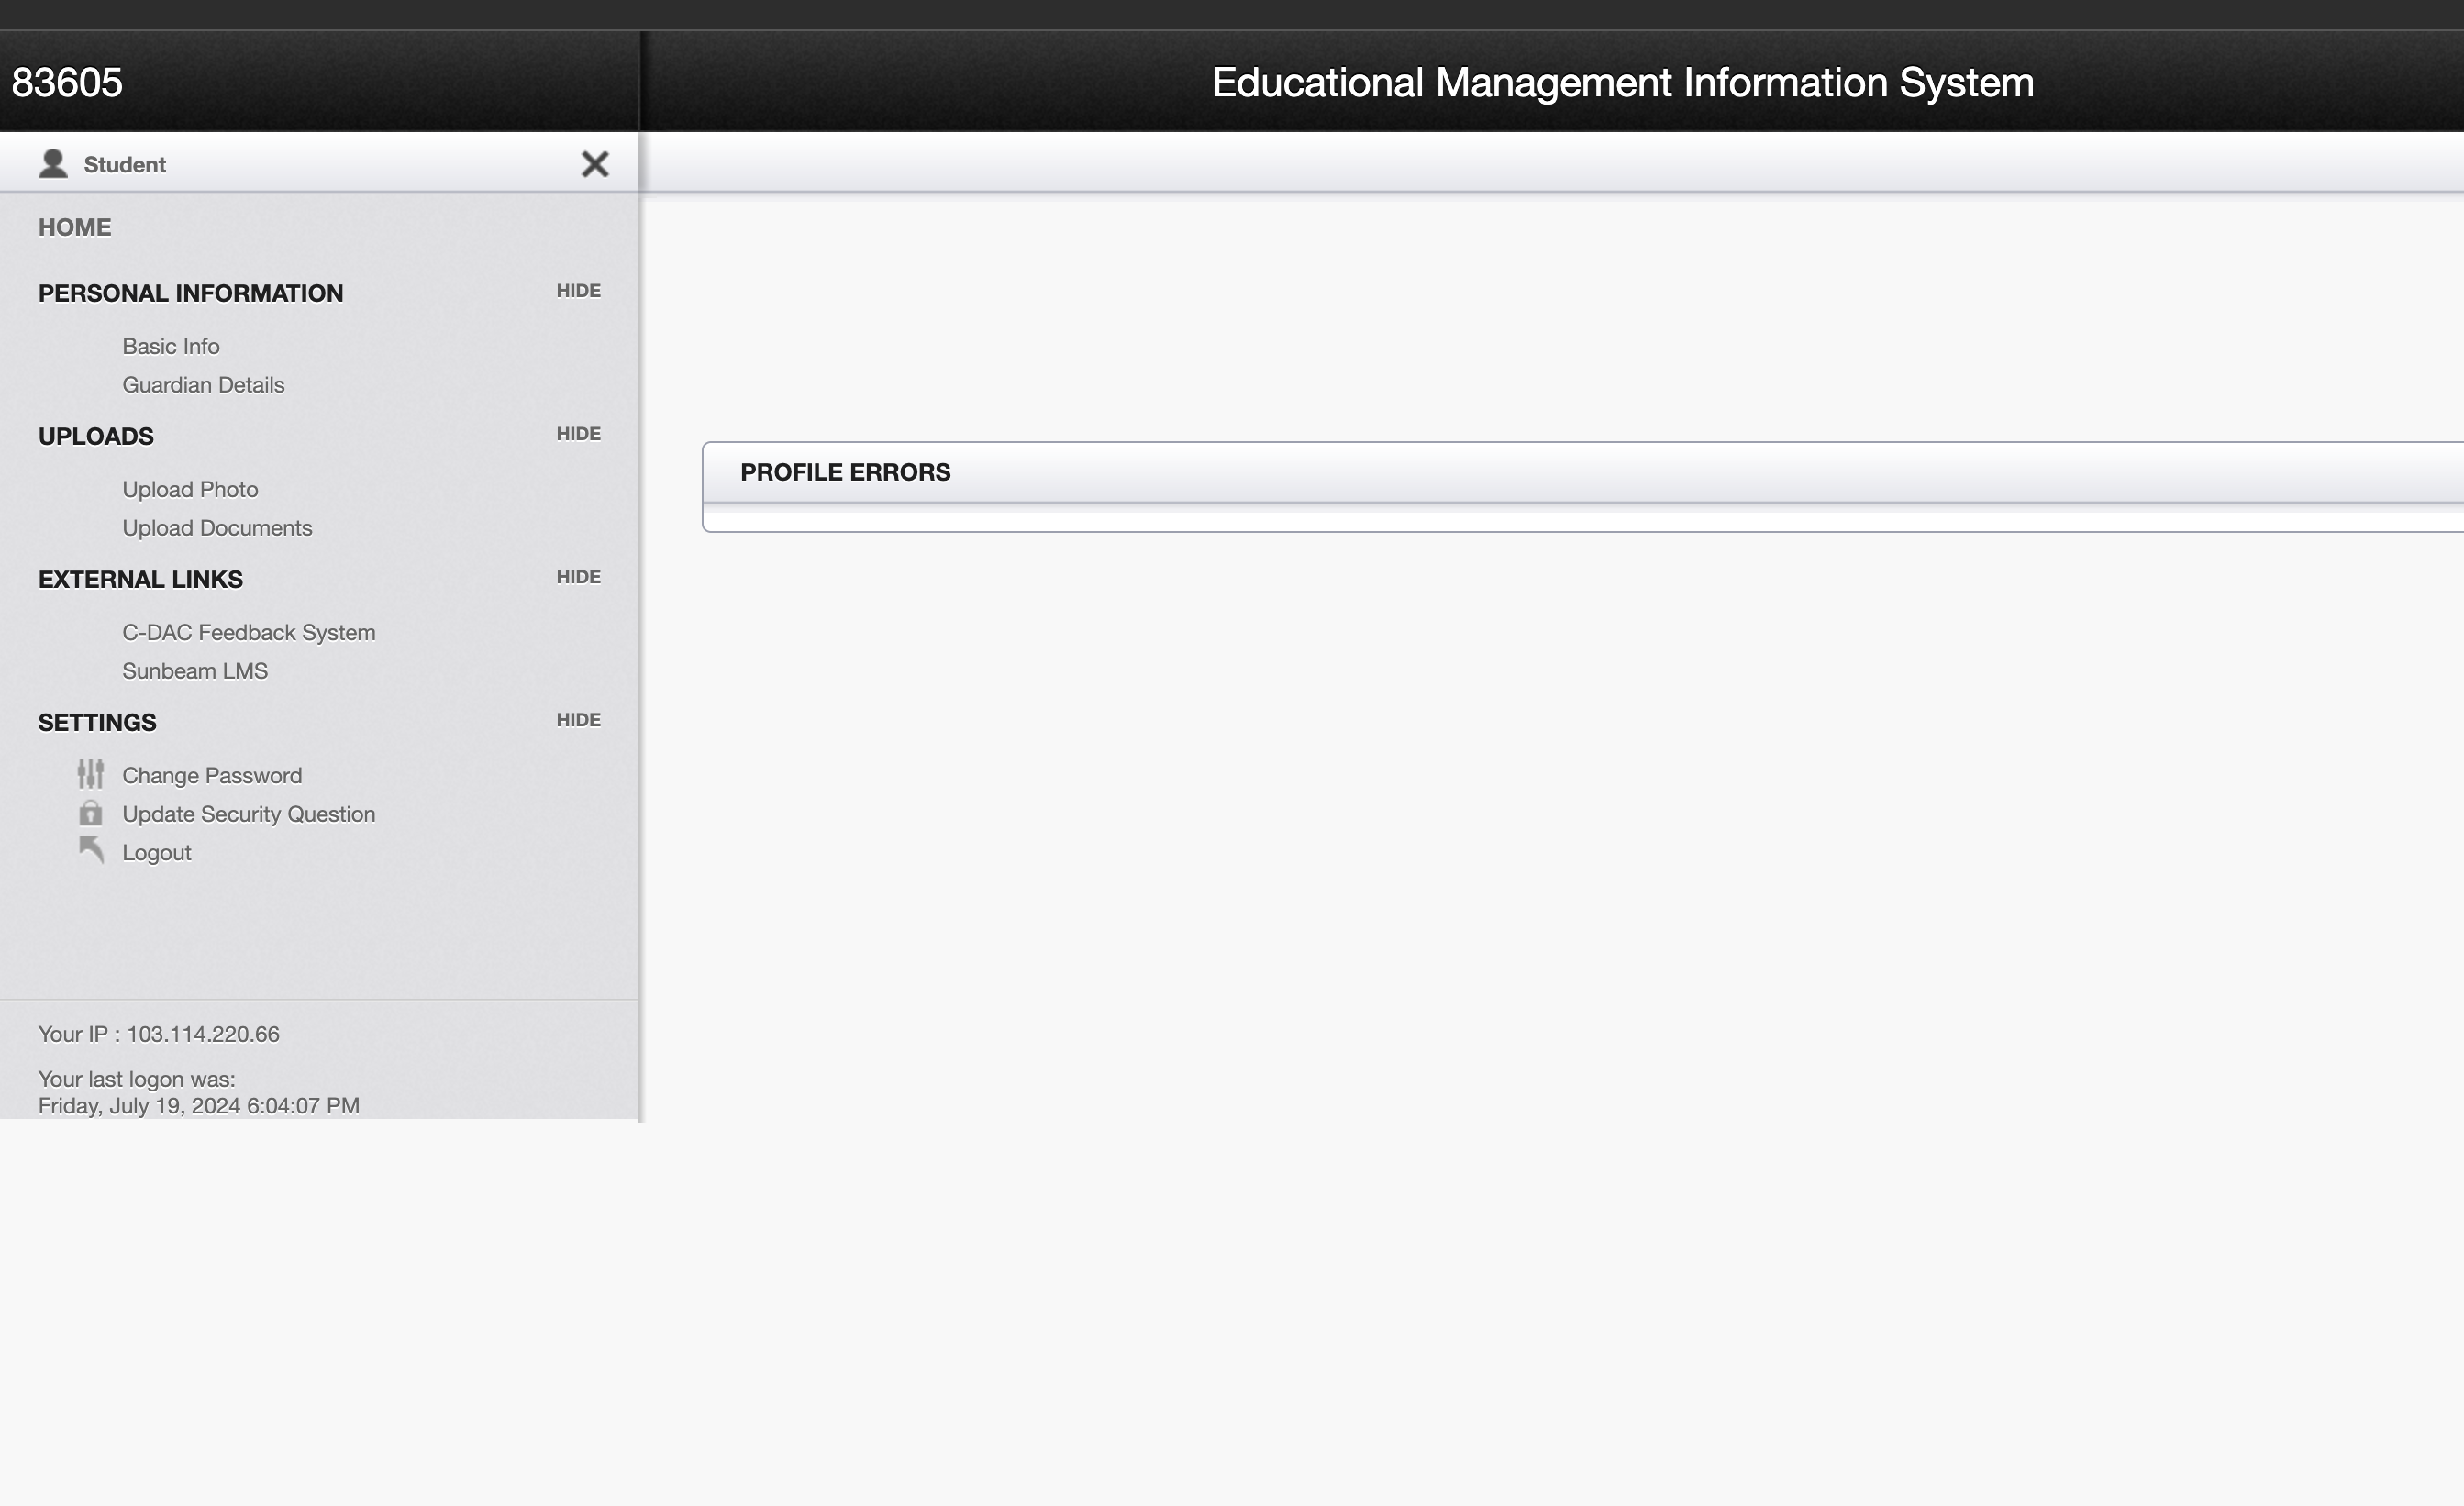 83605
Educational Management Information System
Student
HOME
PERSONAL INFORMATION HIDE
Basic Info
Guardian Details
UPLOADS HIDE
Upload Photo
Upload Documents
EXTERNAL LINKS HIDE
C-DAC Feedback System
Sunbeam LMS
SETTINGS HIDE
Change Password
Update Security Question
Logout
Your IP : 103.114.220.66
Your last logon was:
Friday, July 19, 2024 6:04:07 PM
PROFILE ERRORS